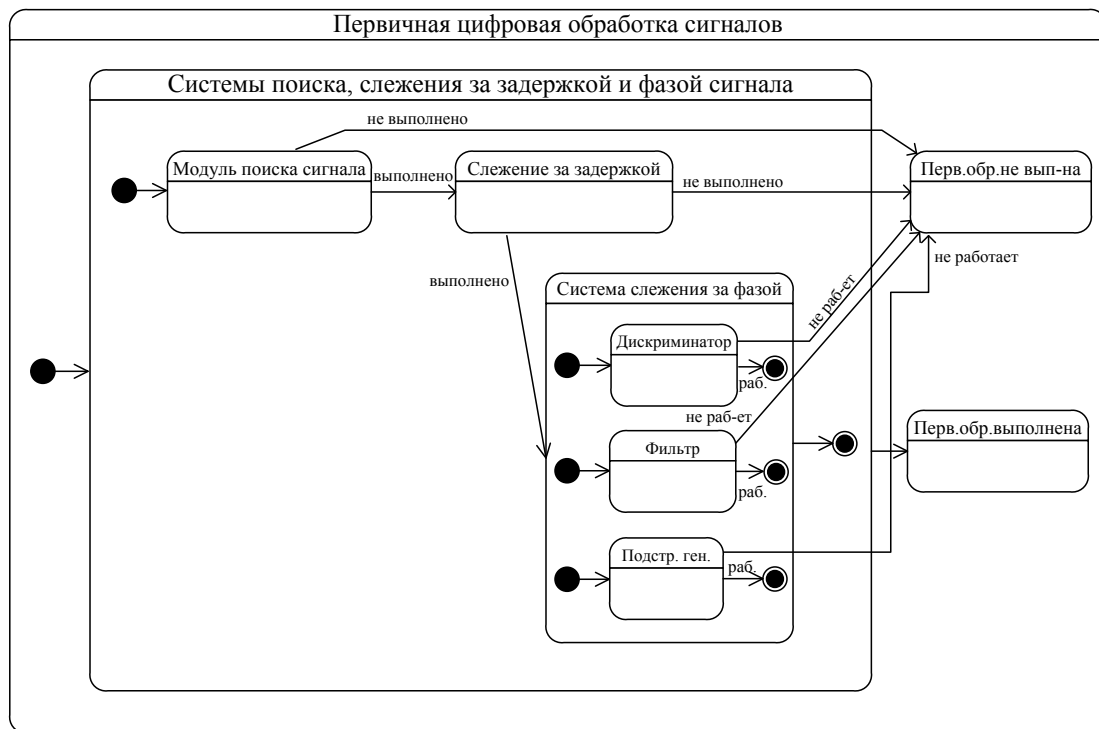 Первичная цифровая обработка сигналов
Системы поиска, слежения за задержкой и фазой сигнала
не выполнено
Модуль поиска сигнала
выполнено
Слежение за задержкой
не выполнено
Перв.обр.не вып-на
выполнено
не работает
Система слежения за фазой
не раб-ет
Дискриминатор
раб.
не раб-ет
Фильтр
раб.
Перв.обр.выполнена
Подстр. ген.
раб.